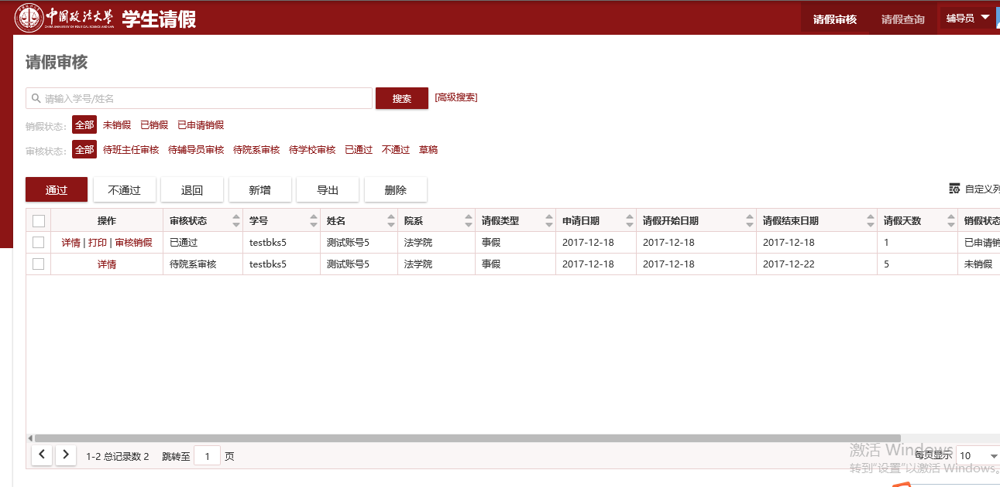 中国政法大学 学生请假 请假审核 请假查询 辅导员
CHINA UNIVERSITY OF POLITICAL SCIENCE AND LAW
请假审核
请输入学号/姓名 搜索 [高级搜索]
销假状态: 全部 未销假 已销假 已申请销假
审核状态: 全部 待班主任审核 待辅导员审核 待院系审核 待学校审核 已通过 不通过 草稿
通过 不通过 退回 新增 导出 删除 自定义列
操作 审核状态 学号 姓名 院系 请假类型 申请日期 请假开始日期 请假结束日期 请假天数 销假状态
详情 | 打印 | 审核销假 已通过 testbks5 测试账号5 法学院 事假 2017-12-18 2017-12-18 2017-12-18 1 已申请销
详情 待院系审核 testbks5 测试账号5 法学院 事假 2017-12-18 2017-12-18 2017-12-22 5 未销假
1-2 总记录数 2 跳转至 1 页 每页显示 10
激活 Windows
转到"设置"以激活 Windows。